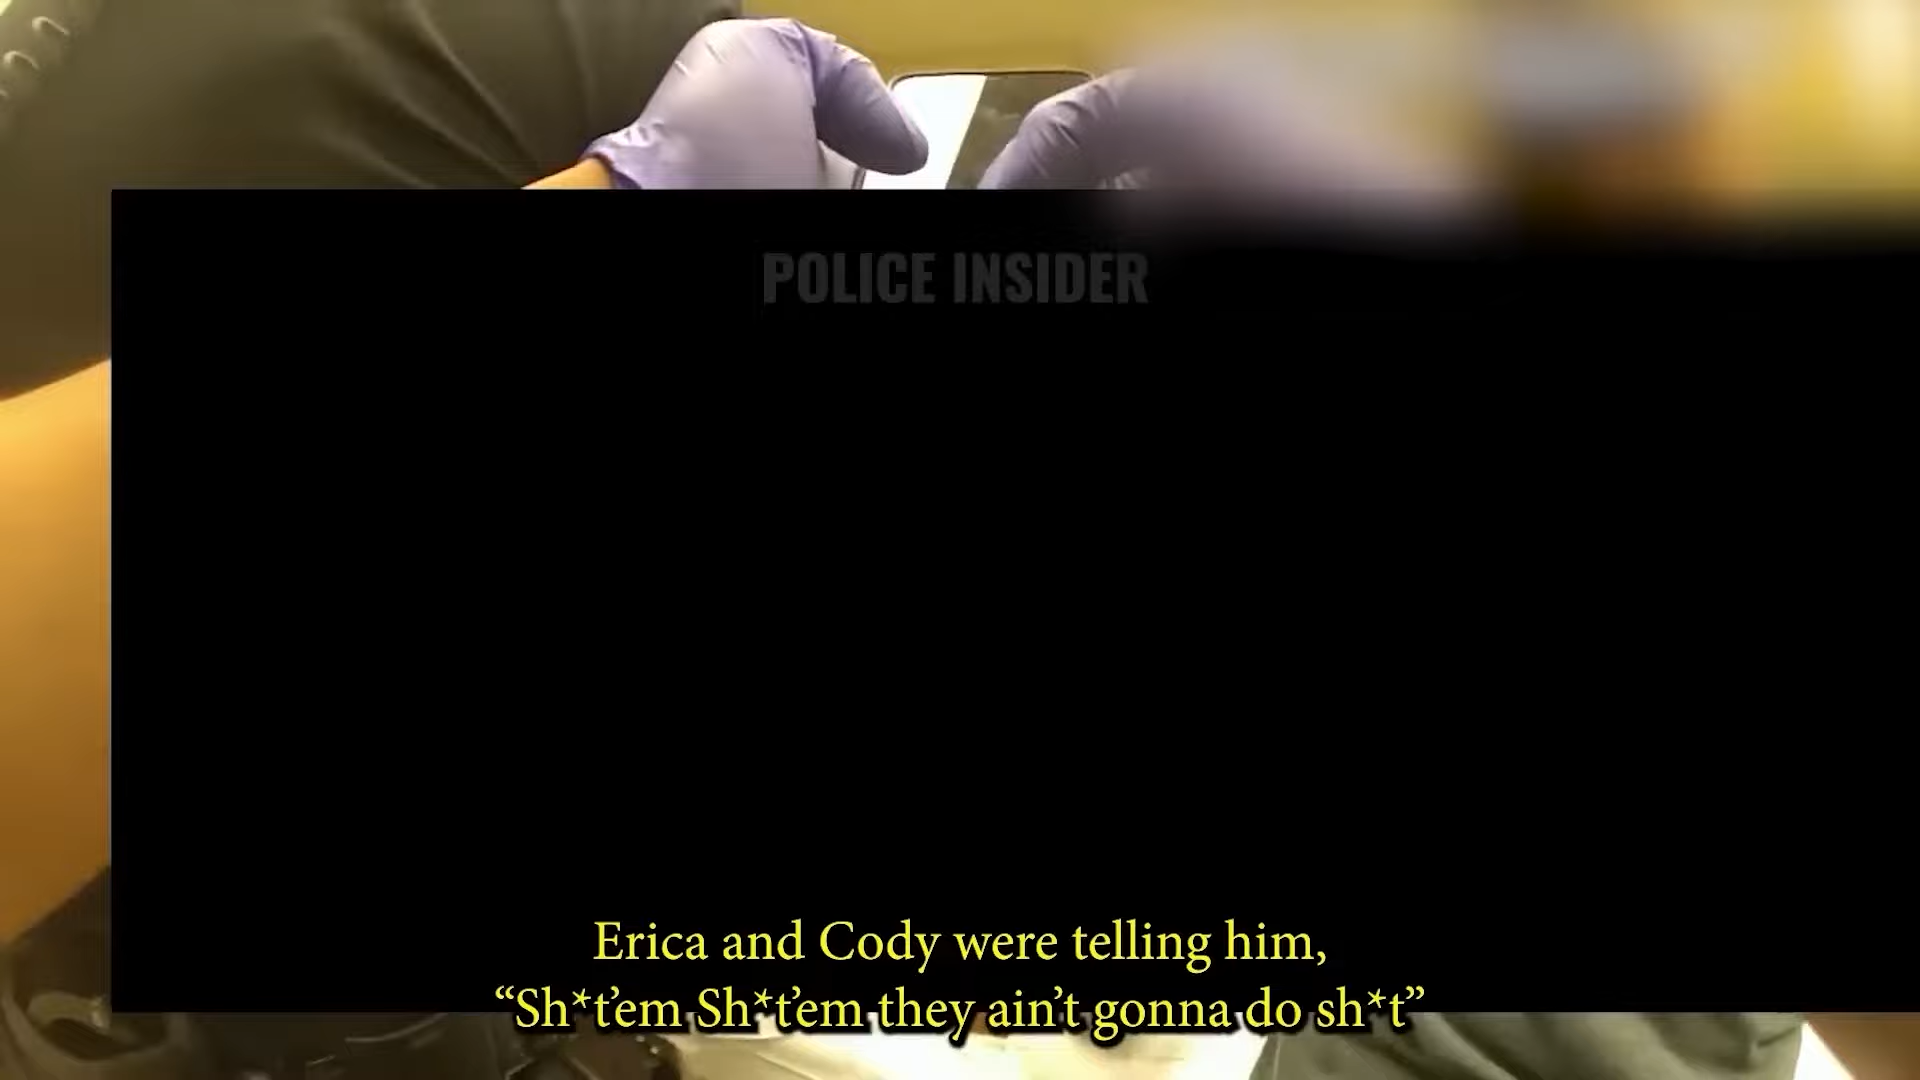 POLICE INSIDER
Erica and Cody were telling him,
“Sh*t’em Sh*t’em they ain’t gonna do sh*t”